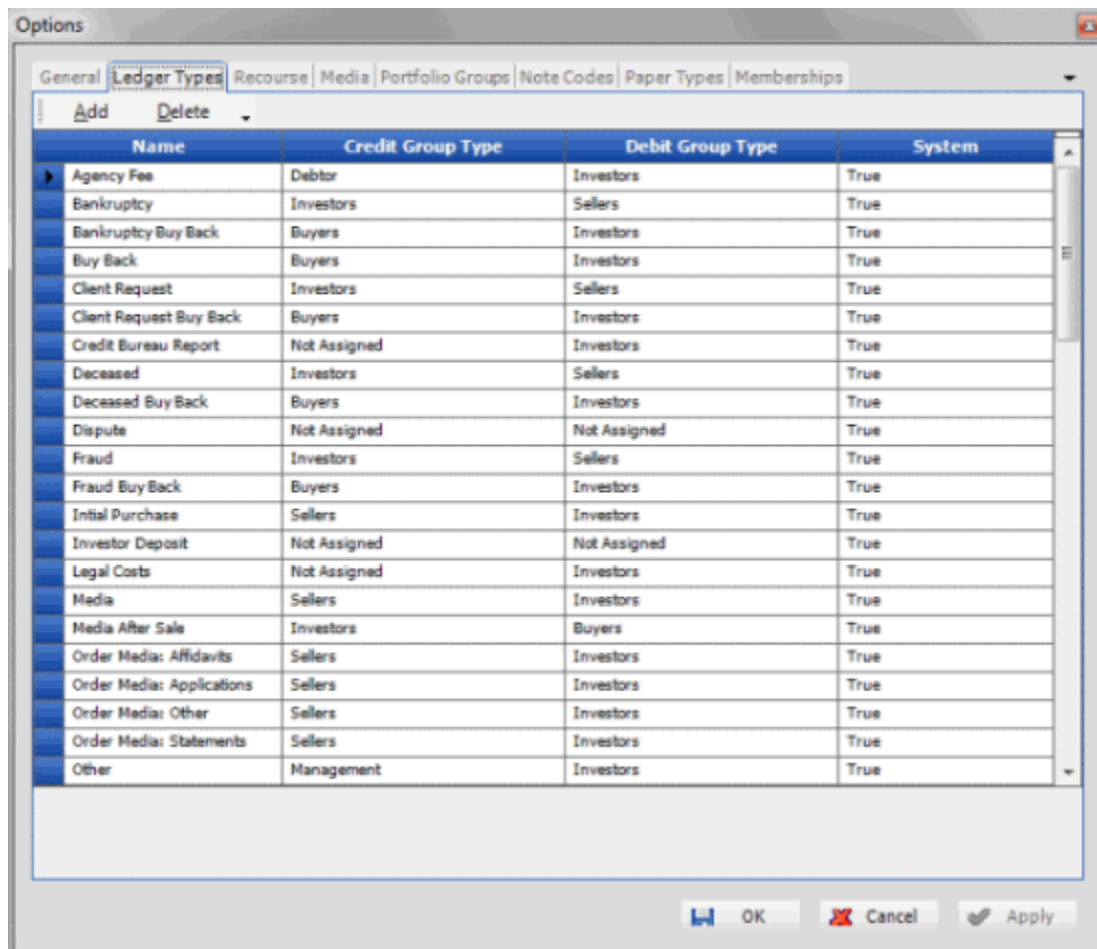 Options
General Ledger Types Recourse Media Portfolio Groups Note Codes Paper Types Memberships
Add Delete
Name Credit Group Type Debit Group Type System
Agency Fee Debtor Investors True
Bankruptcy Investors Sellers True
Bankruptcy Buy Back Buyers Investors True
Buy Back Buyers Investors True
Client Request Investors Sellers True
Client Request Buy Back Buyers Investors True
Credit Bureau Report Not Assigned Investors True
Deceased Investors Sellers True
Deceased Buy Back Buyers Investors True
Dispute Not Assigned Not Assigned True
Fraud Investors Sellers True
Fraud Buy Back Buyers Investors True
Intial Purchase Sellers Investors True
Investor Deposit Not Assigned Not Assigned True
Legal Costs Not Assigned Investors True
Media Sellers Investors True
Media After Sale Investors Buyers True
Order Media: Affidavits Sellers Investors True
Order Media: Applications Sellers Investors True
Order Media: Other Sellers Investors True
Order Media: Statements Sellers Investors True
Other Management Investors True
OK Cancel Apply